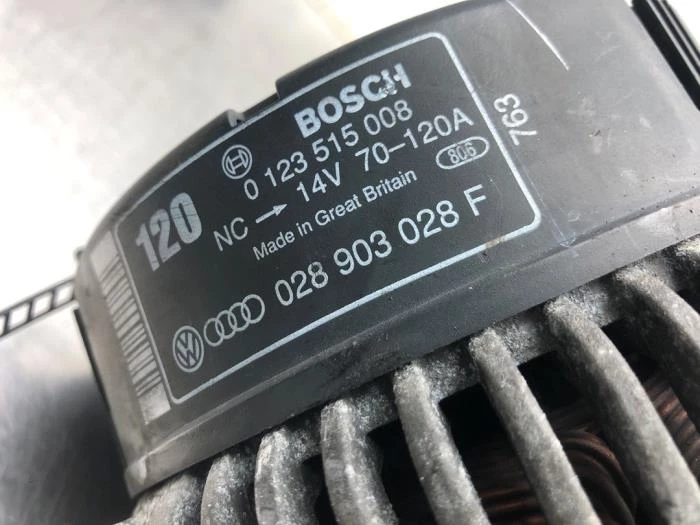 BOSCH
120
0 123 515 008
NC → 14V 70-120A
Made in Great Britain
806
763
VW
028 903 028 F